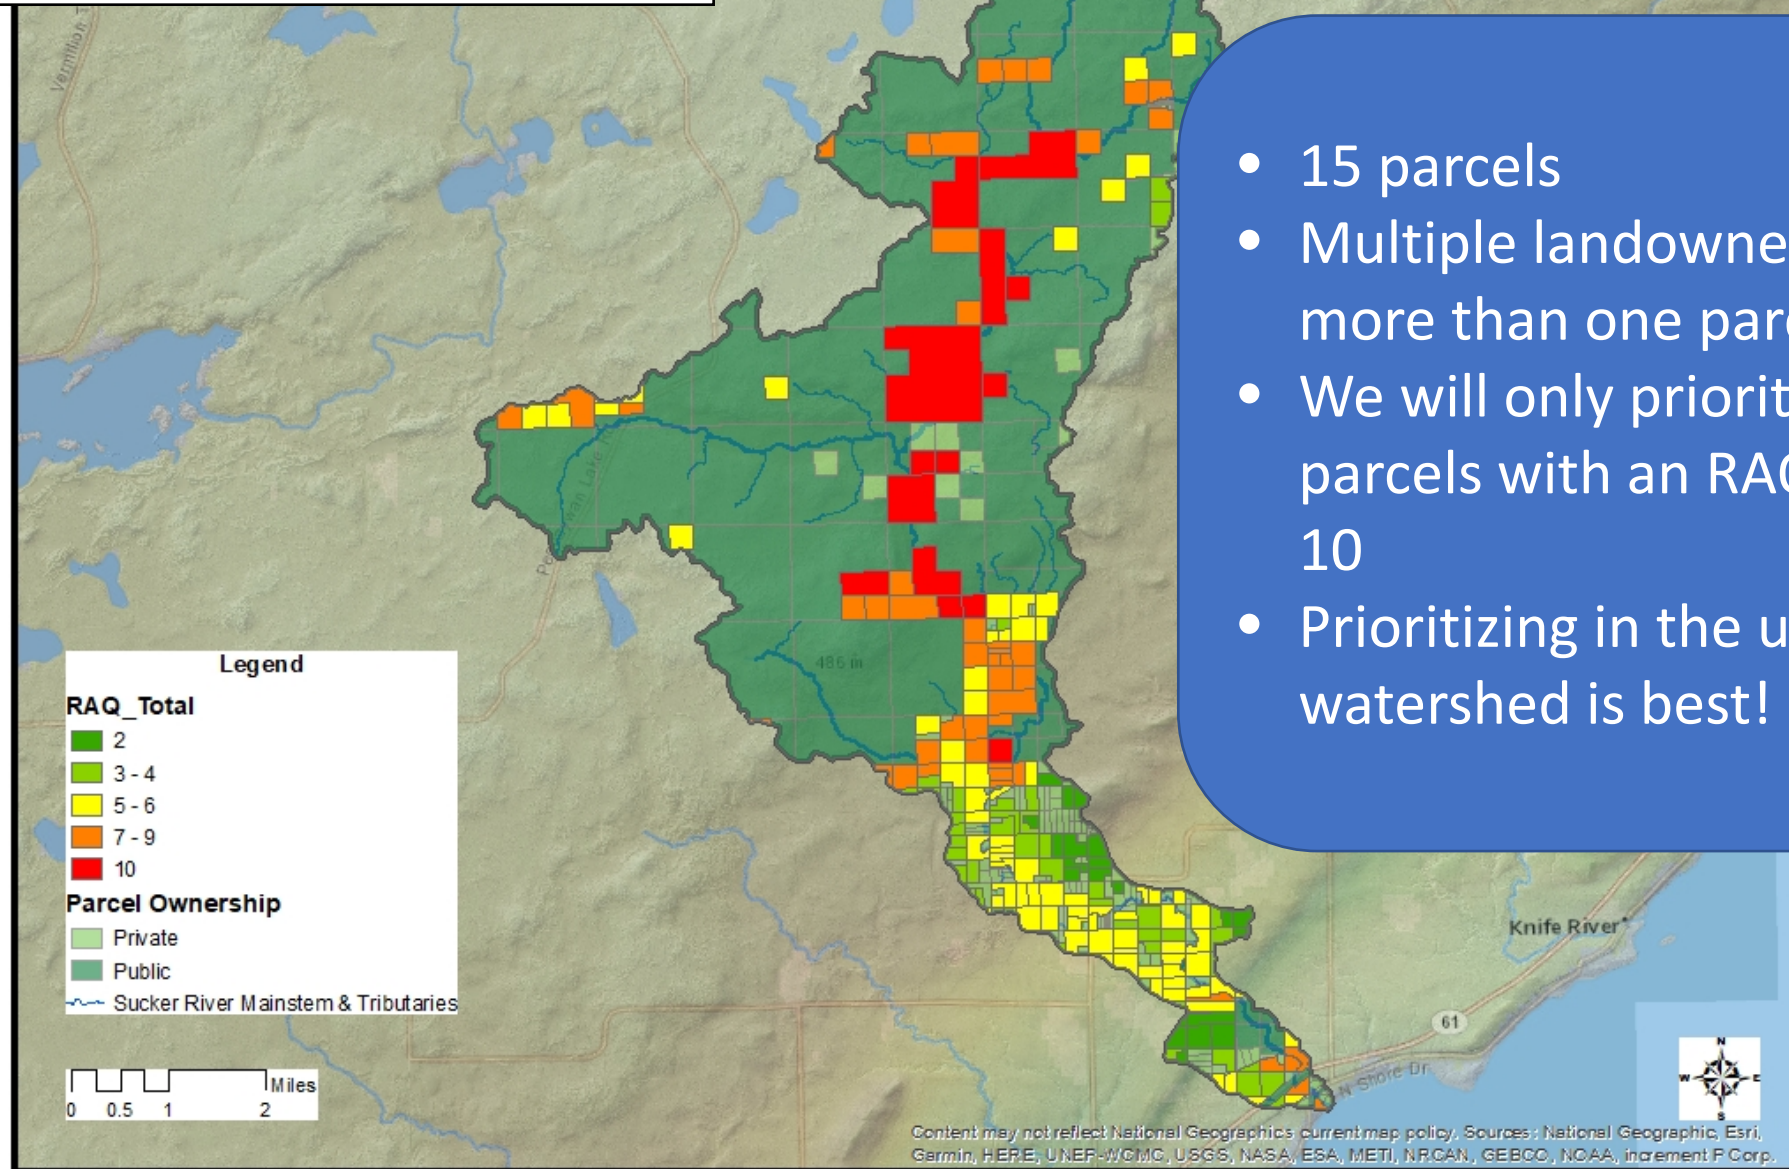 • 15 parcels
• Multiple landowne
more than one par
• We will only priorit
parcels with an RAQ
10
• Prioritizing in the u
watershed is best!
486 m
Legend
RAQ_Total
2
3 - 4
5 - 6
7 - 9
10
Parcel Ownership
Private
Public
Sucker River Mainstem & Tributaries
Miles
0 0.5 1 2
Knife River
61
N Shore Dr
N
W E
S
Content may not reflect National Geographic's current map policy. Sources: National Geographic, Esri,
Garmin, HERE, UNEP-WCMC, USGS, NASA, ESA, METI, NRCAN, GEBCO, NOAA, increment P Corp.